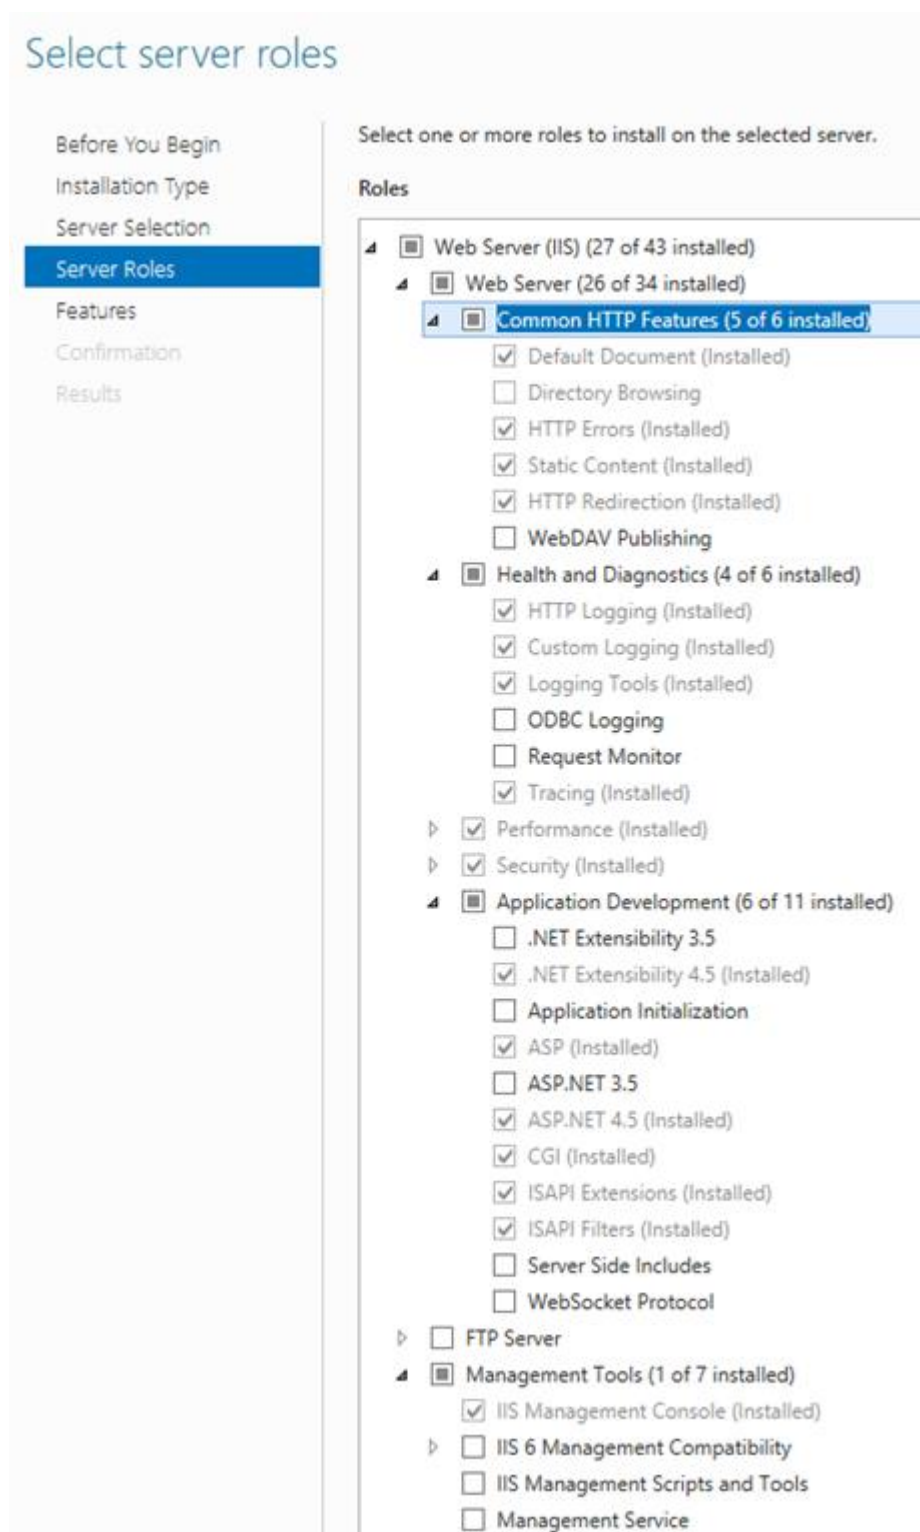 Select server roles
Before You Begin
Installation Type
Server Selection
Server Roles
Features
Confirmation
Results
Select one or more roles to install on the selected server.
Roles
Web Server (IIS) (27 of 43 installed)
Web Server (26 of 34 installed)
Common HTTP Features (5 of 6 installed)
Default Document (Installed)
Directory Browsing
HTTP Errors (Installed)
Static Content (Installed)
HTTP Redirection (Installed)
WebDAV Publishing
Health and Diagnostics (4 of 6 installed)
HTTP Logging (Installed)
Custom Logging (Installed)
Logging Tools (Installed)
ODBC Logging
Request Monitor
Tracing (Installed)
Performance (Installed)
Security (Installed)
Application Development (6 of 11 installed)
.NET Extensibility 3.5
.NET Extensibility 4.5 (Installed)
Application Initialization
ASP (Installed)
ASP.NET 3.5
ASP.NET 4.5 (Installed)
CGI (Installed)
ISAPI Extensions (Installed)
ISAPI Filters (Installed)
Server Side Includes
WebSocket Protocol
FTP Server
Management Tools (1 of 7 installed)
IIS Management Console (Installed)
IIS 6 Management Compatibility
IIS Management Scripts and Tools
Management Service